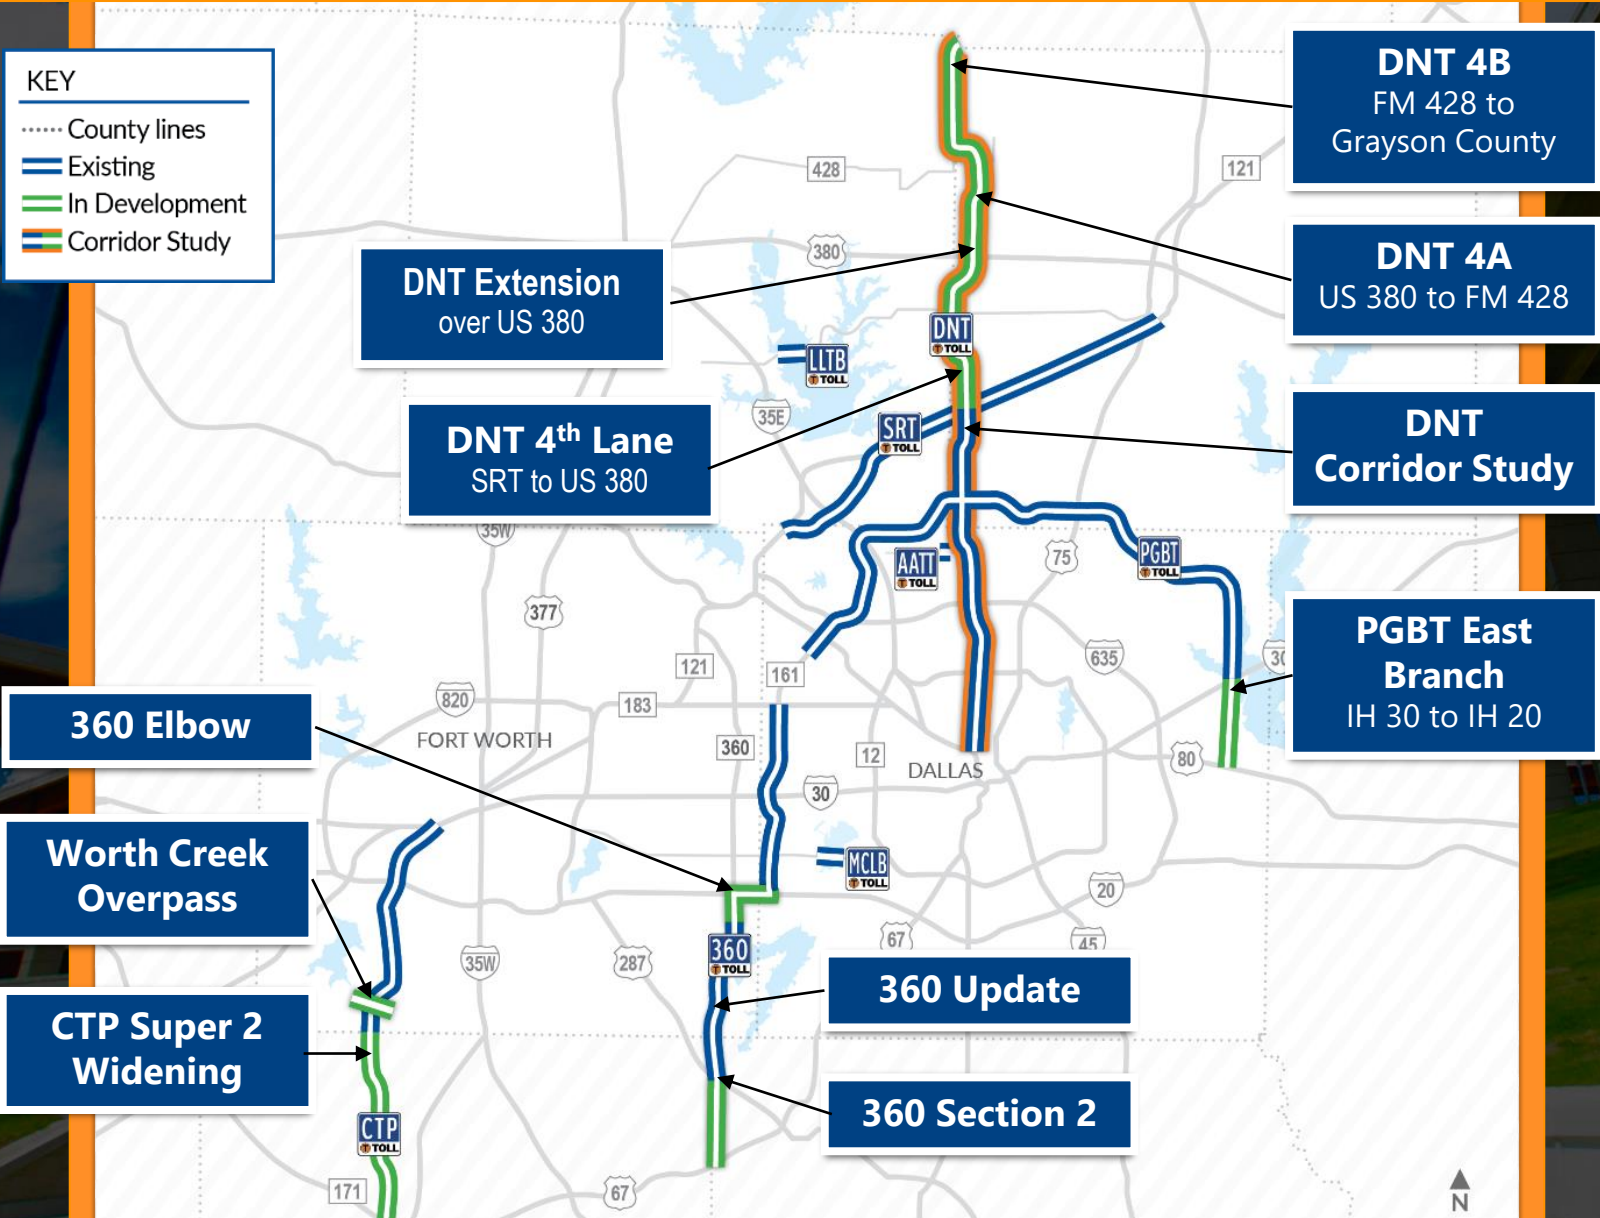 KEY
County lines
Existing
In Development
Corridor Study
DNT 4B
FM 428 to
Grayson County
428
121
380
DNT Extension
over US 380
DNT 4A
US 380 to FM 428
DNT
TOLL
LLTB
TOLL
35E
SRT
TOLL
DNT 4th Lane
SRT to US 380
DNT
Corridor Study
35W
AATT
TOLL
75
PGBT
TOLL
377
PGBT East
Branch
IH 30 to IH 20
121
161
635
30
820
183
360 Elbow
FORT WORTH
360
12
DALLAS
80
30
Worth Creek
Overpass
MCLB
TOLL
20
67
45
360
TOLL
35W
287
360 Update
CTP Super 2
Widening
360 Section 2
CTP
TOLL
171
67
N